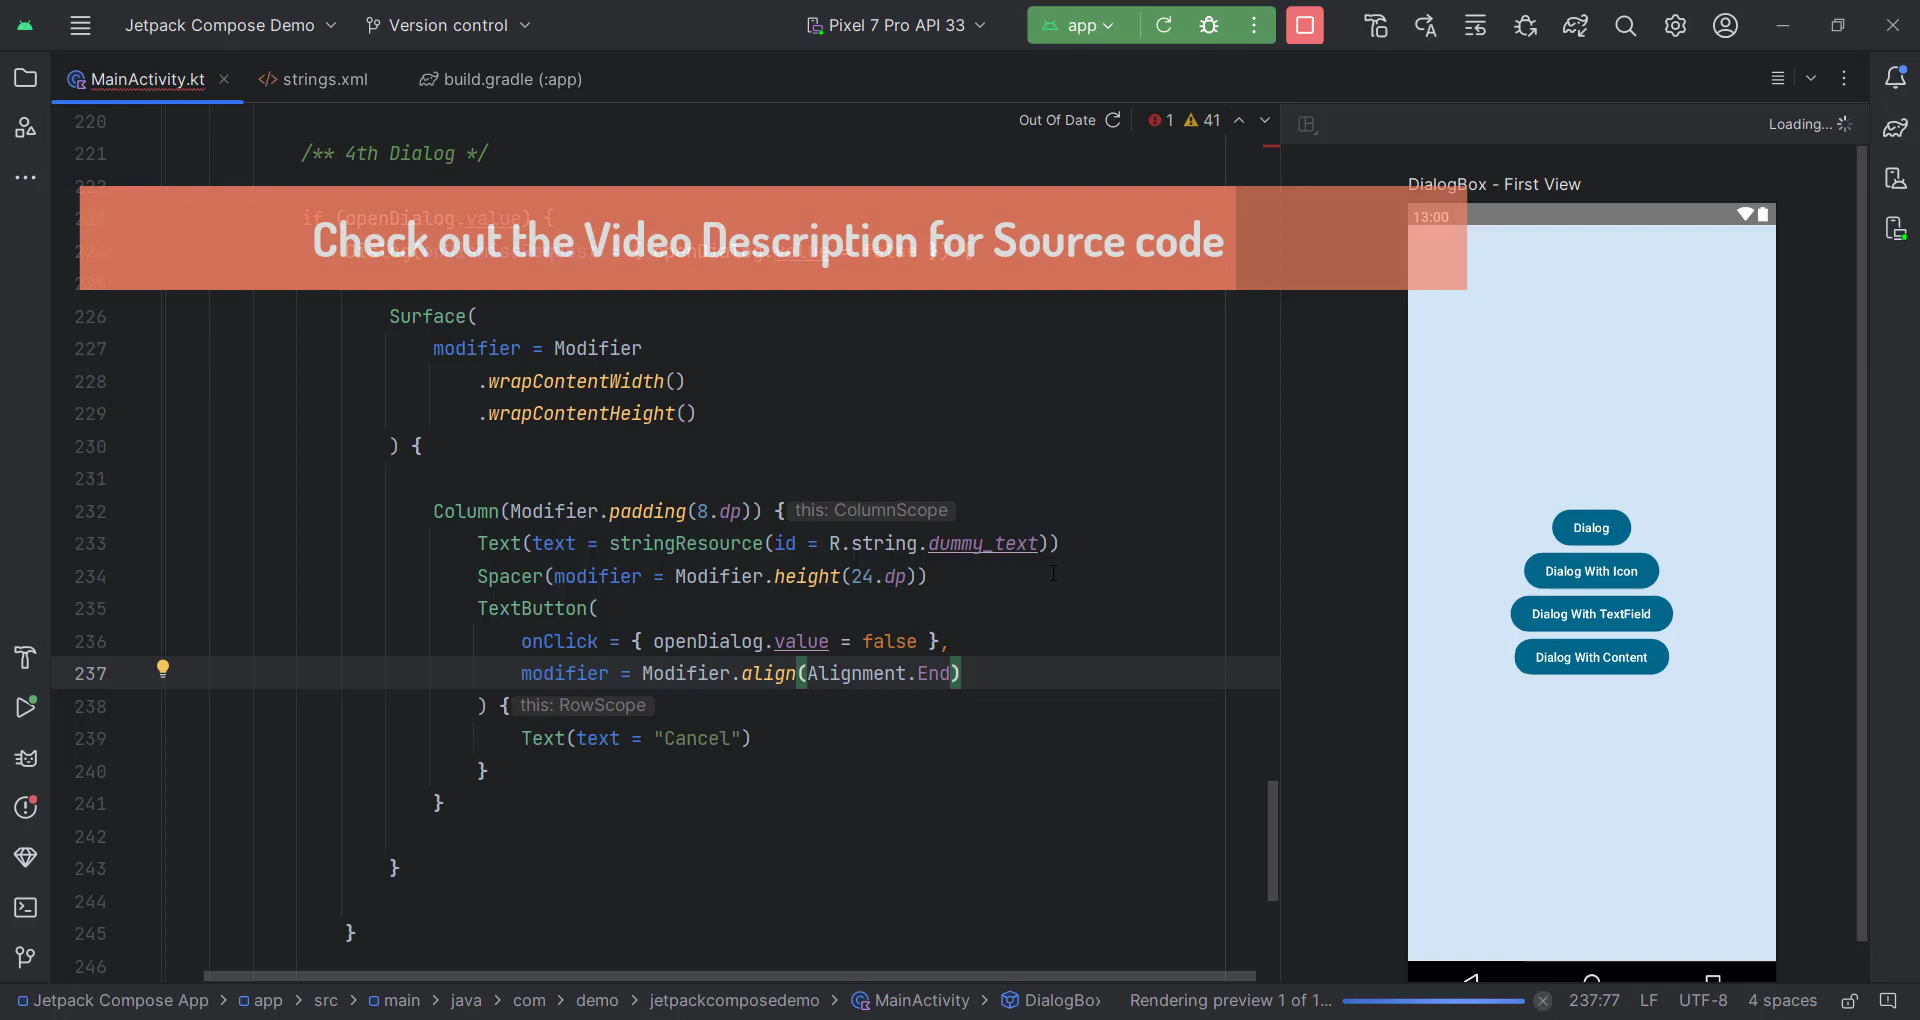 Jetpack Compose Demo
Version control
Pixel 7 Pro API 33
app
MainActivity.kt
strings.xml
build.gradle (:app)
Out Of Date
1
41
Loading...
220
221 /** 4th Dialog */
222
DialogBox - First View
13:00
if (openDialog.value) {
Check out the Video Description for Source code
226 Surface(
227 modifier = Modifier
228 .wrapContentWidth()
229 .wrapContentHeight()
230 ) {
231
232 Column(Modifier.padding(8.dp)) { this: ColumnScope
233 Text(text = stringResource(id = R.string.dummy_text))
234 Spacer(modifier = Modifier.height(24.dp))
235 TextButton(
236 onClick = { openDialog.value = false },
237 modifier = Modifier.align(Alignment.End)
238 ) { this: RowScope
239 Text(text = "Cancel")
240 }
241 }
242
243 }
244
245 }
246
Dialog
Dialog With Icon
Dialog With TextField
Dialog With Content
Jetpack Compose App > app > src > main > java > com > demo > jetpackcomposedemo > MainActivity > DialogBox
Rendering preview 1 of 1...
237:77
LF
UTF-8
4 spaces